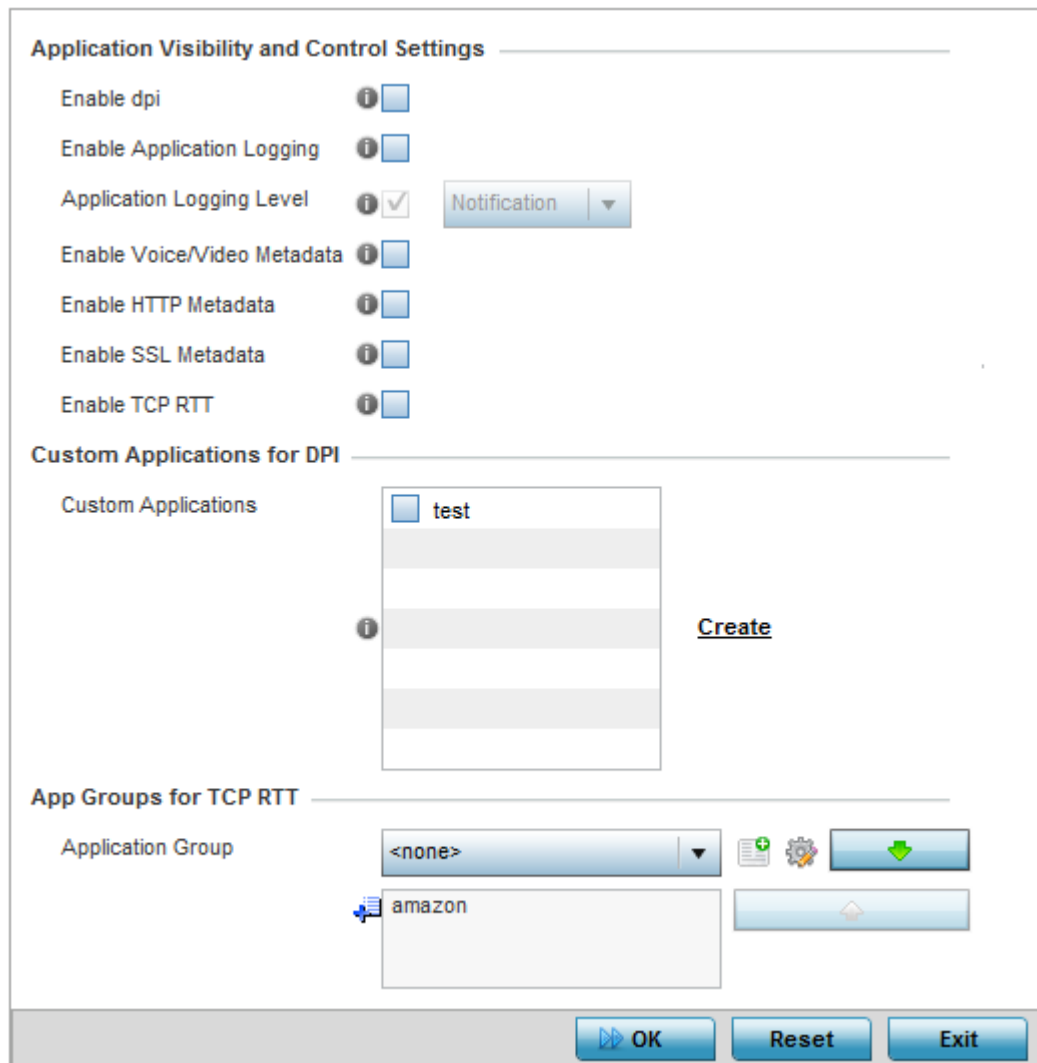 Application Visibility and Control Settings
Enable dpi
Enable Application Logging
Application Logging Level Notification
Enable Voice/Video Metadata
Enable HTTP Metadata
Enable SSL Metadata
Enable TCP RTT
Custom Applications for DPI
Custom Applications test
Create
App Groups for TCP RTT
Application Group <none>
amazon
OK Reset Exit